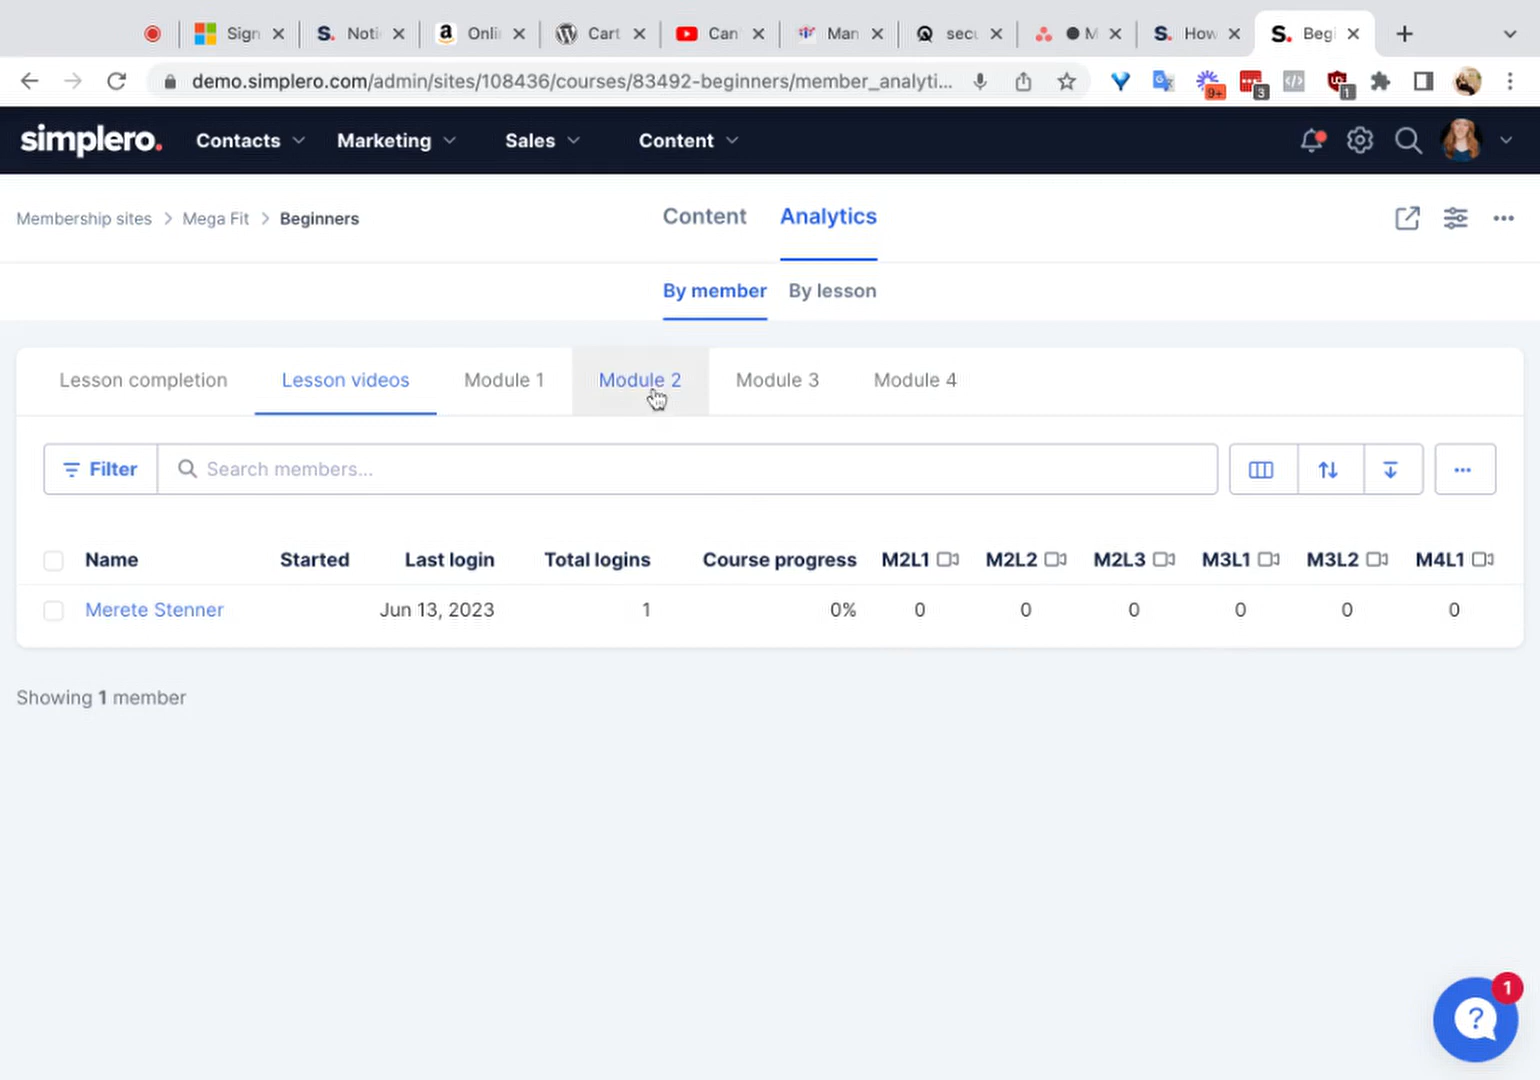 Sign
S. Noti
a Onli
Cart
Can
Man
secu
M
S. How
S. Begi
demo.simplero.com/admin/sites/108436/courses/83492-beginners/member_analyti...
9+
3
1
simplero.
Contacts
Marketing
Sales
Content
Membership sites > Mega Fit > Beginners
Content
Analytics
By member
By lesson
Lesson completion
Lesson videos
Module 1
Module 2
Module 3
Module 4
Filter
Search members...
Name Started Last login Total logins Course progress M2L1 M2L2 M2L3 M3L1 M3L2 M4L1
Merete Stenner Jun 13, 2023 1 0% 0 0 0 0 0 0
Showing 1 member
1
?